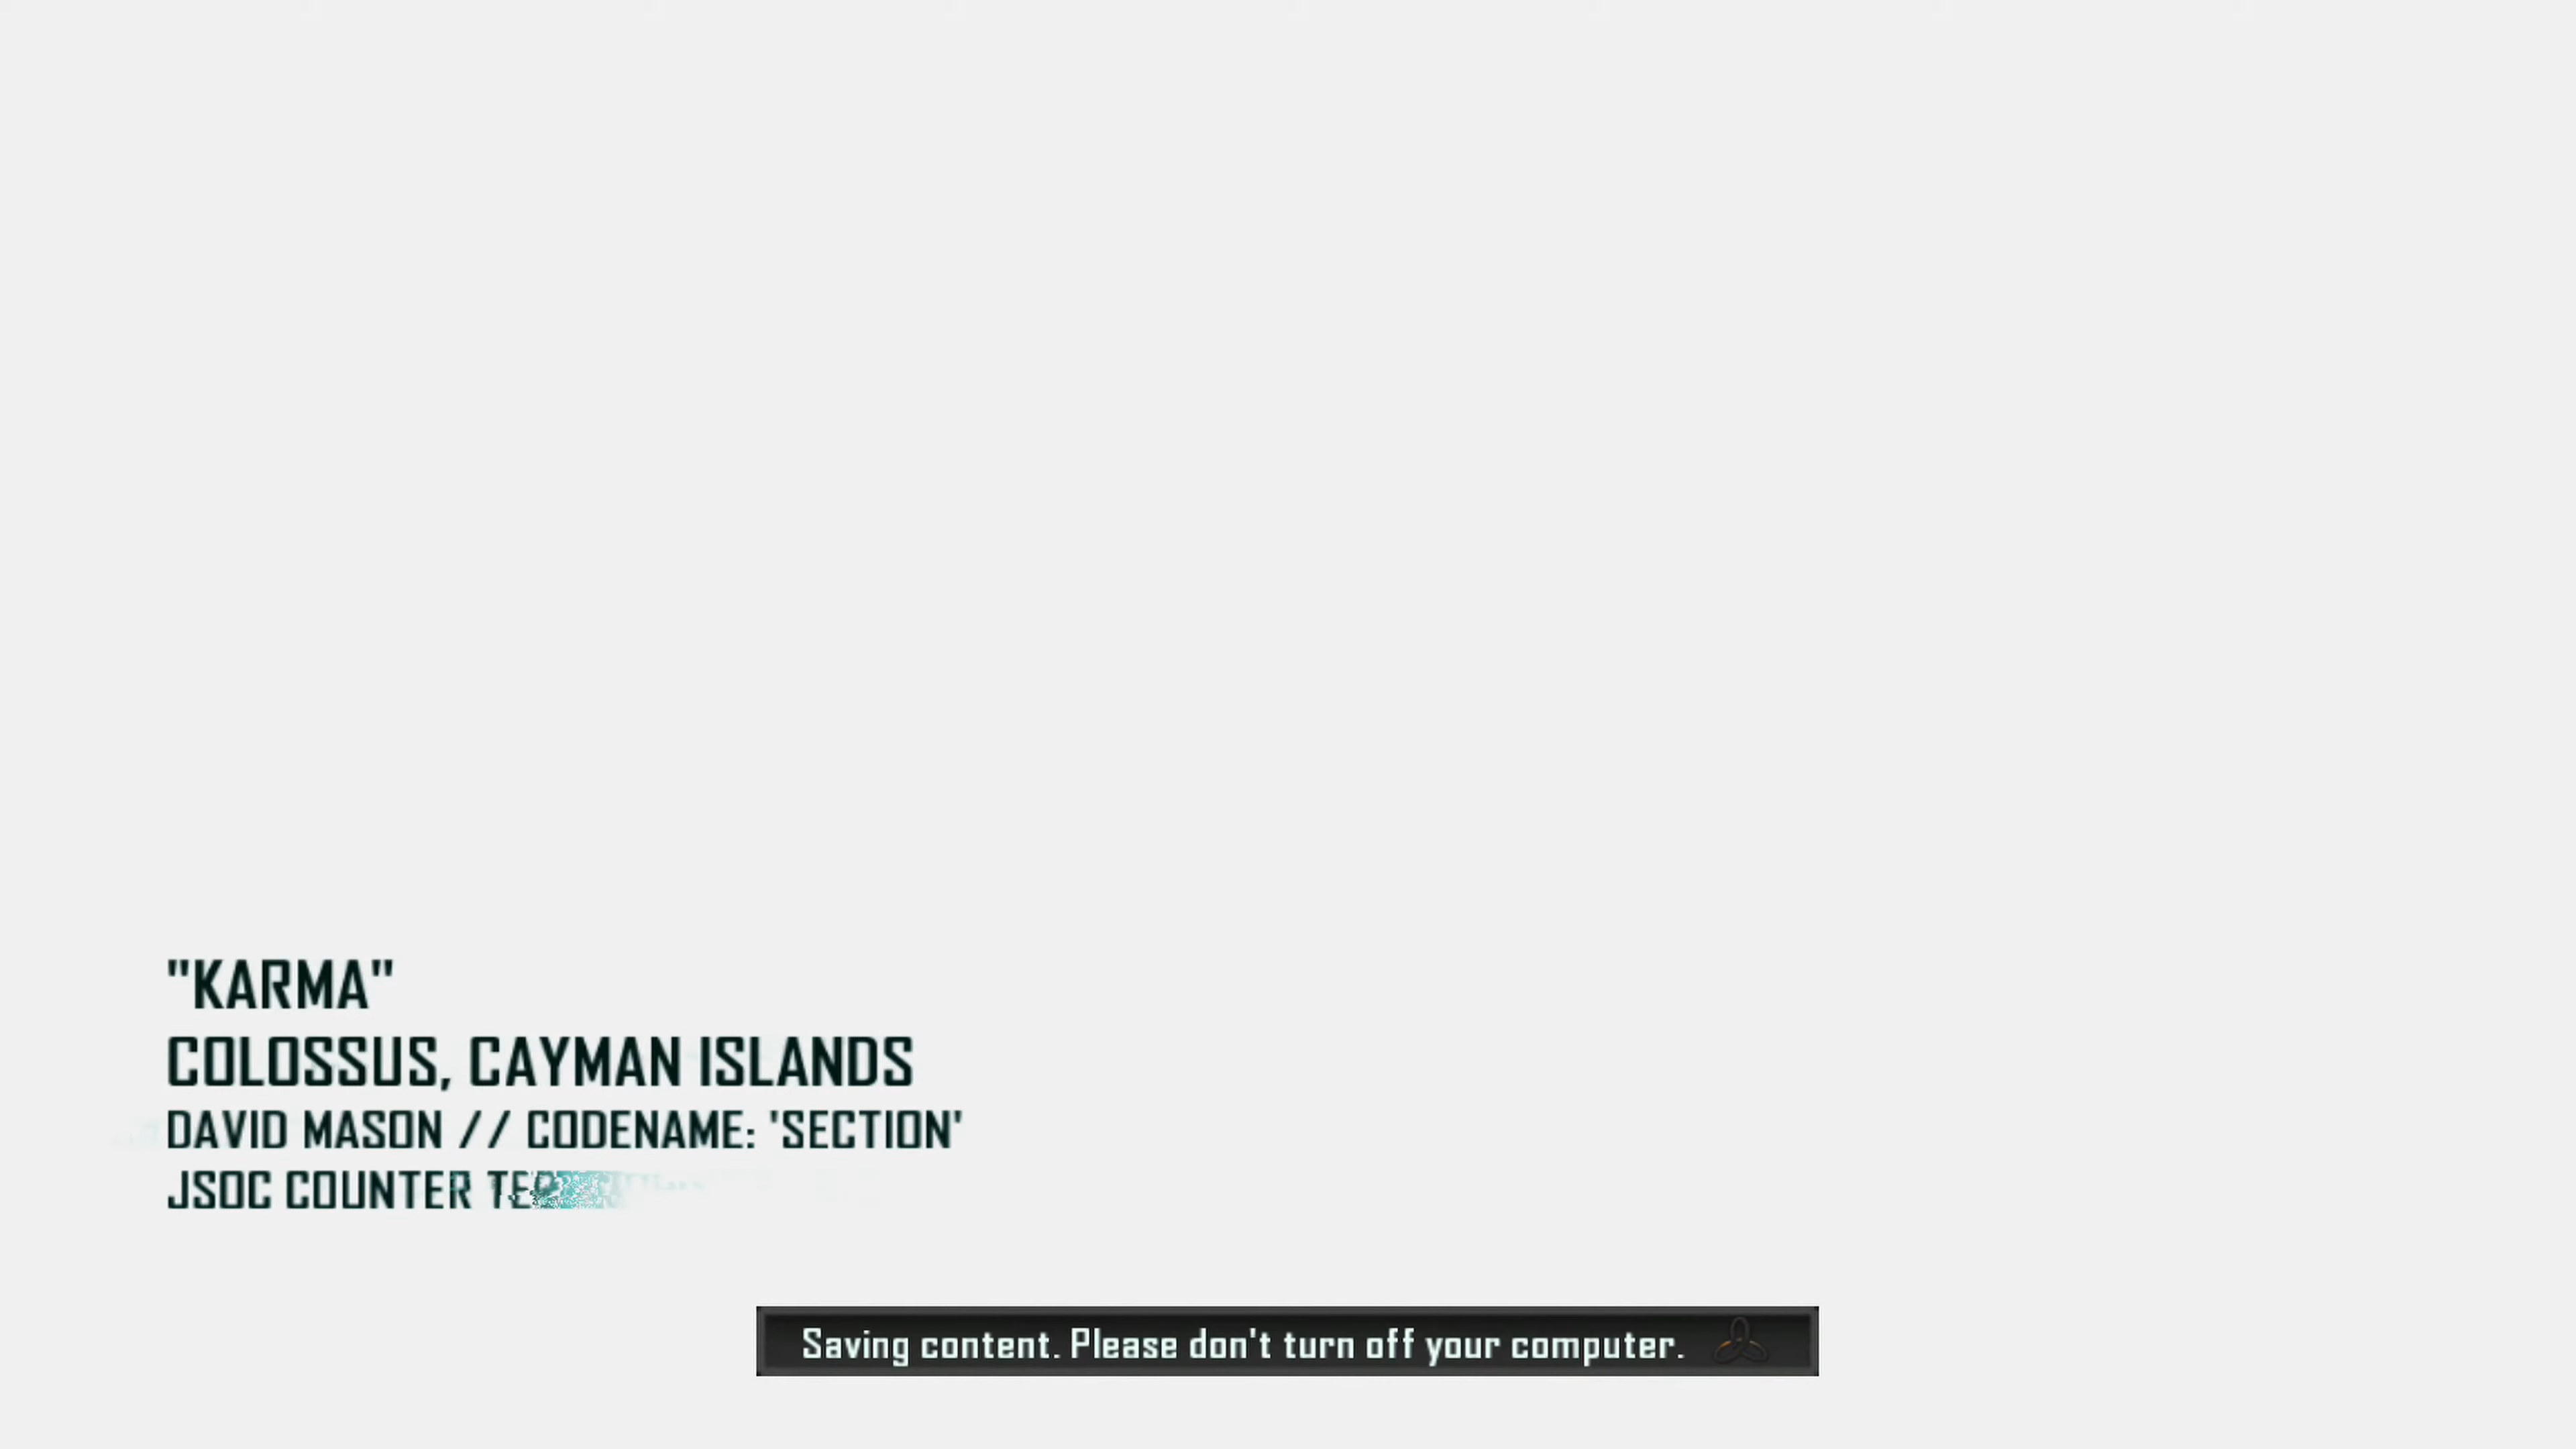 "KARMA"
COLOSSUS, CAYMAN ISLANDS
DAVID MASON // CODENAME: 'SECTION'
JSOC COUNTER
Saving content. Please don't turn off your computer.